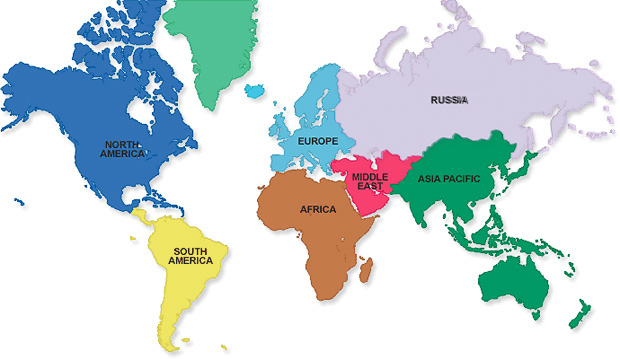 RUSSIA
NORTH
AMERICA
EUROPE
MIDDLE
EAST
ASIA PACIFIC
AFRICA
SOUTH
AMERICA